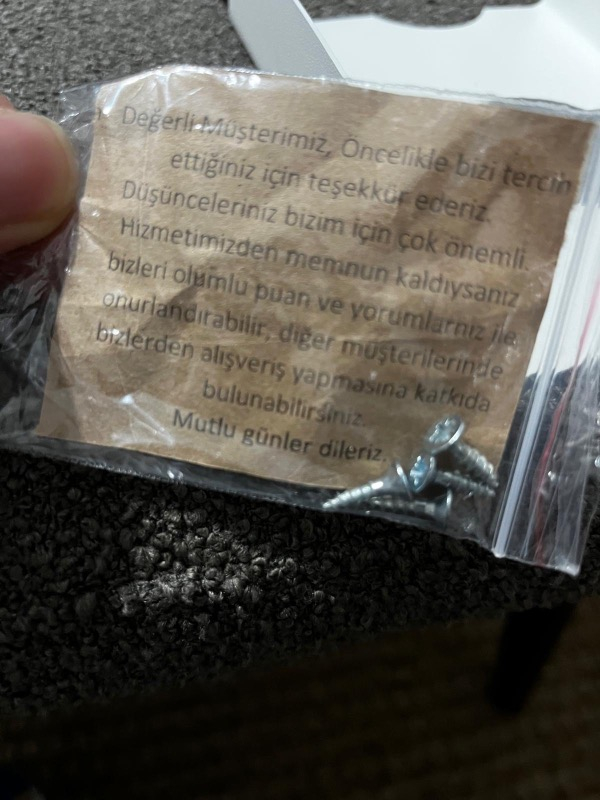 Değerli Müşterimiz, Öncelikle bizi tercih
ettiğiniz için teşekkür ederiz.
Düşünceleriniz bizim için çok önemli.
Hizmetimizden memnun kaldıysanız
bizleri olumlu puan ve yorumlarnız ile
onurlandırabilir, diğer müşterilerinde
bizlerden alışveriş yapmasına katkıda
bulunabilirsiniz.
Mutlu günler dileriz.